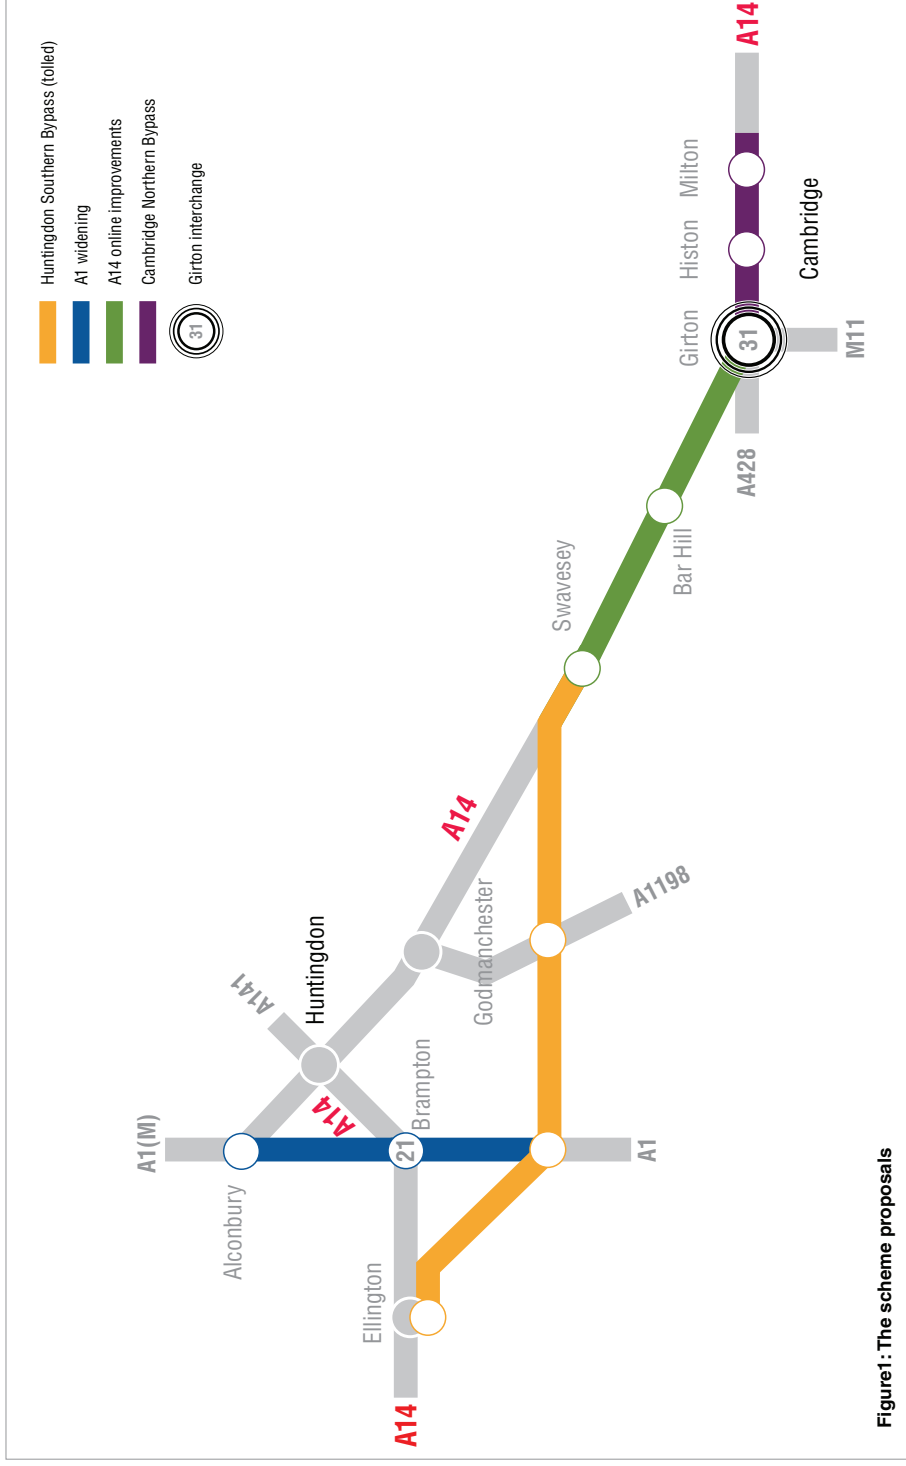 A14
Ellington
Alconbury
A1(M)
21
Brampton
A14
A1
A141
Huntingdon
Godmanchester
A1198
A14
Swavesey
Bar Hill
A428
Girton
31
M11
Histon
Milton
Cambridge
A14
Huntingdon Southern Bypass (tolled)
A1 widening
A14 online improvements
Cambridge Northern Bypass
31
Girton interchange
Figure1: The scheme proposals